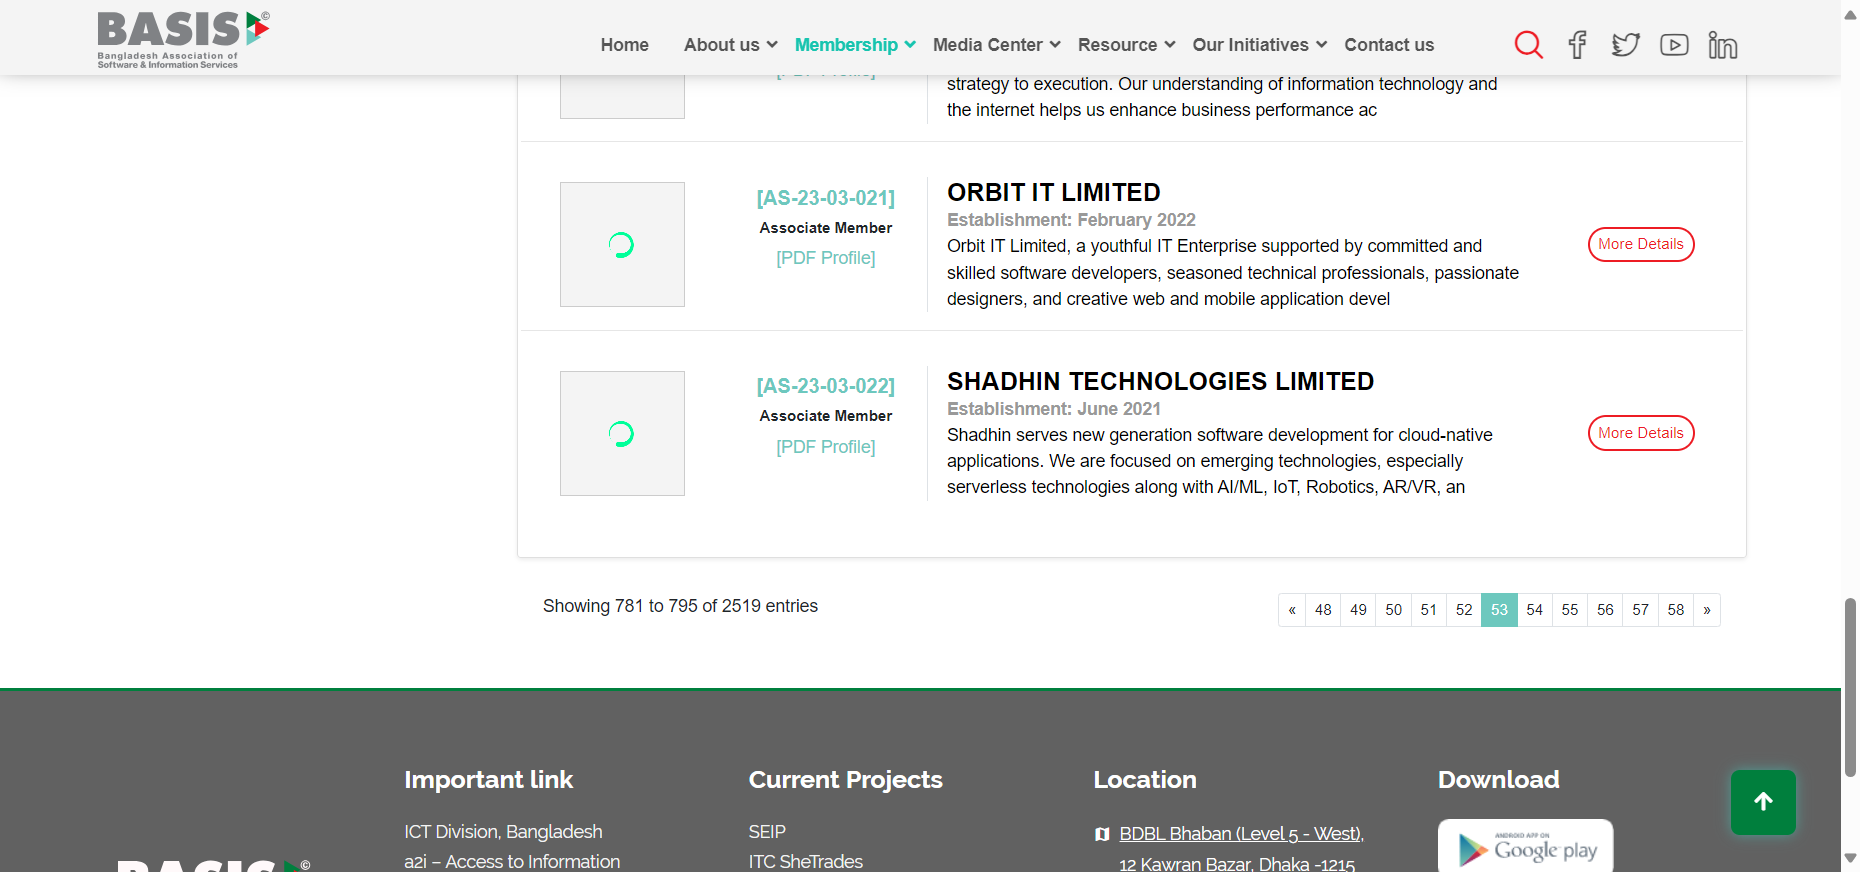 BASIS©
Bangladesh Association of
Software & Information Services
Home About us Membership Media Center Resource Our Initiatives Contact us
[PDF Profile]
strategy to execution. Our understanding of information technology and
the internet helps us enhance business performance ac
[AS-23-03-021]
Associate Member
[PDF Profile]
ORBIT IT LIMITED
Establishment: February 2022
Orbit IT Limited, a youthful IT Enterprise supported by committed and
skilled software developers, seasoned technical professionals, passionate
designers, and creative web and mobile application devel
More Details
[AS-23-03-022]
Associate Member
[PDF Profile]
SHADHIN TECHNOLOGIES LIMITED
Establishment: June 2021
Shadhin serves new generation software development for cloud-native
applications. We are focused on emerging technologies, especially
serverless technologies along with AI/ML, IoT, Robotics, AR/VR, an
More Details
Showing 781 to 795 of 2519 entries
« 48 49 50 51 52 53 54 55 56 57 58 »
Important link
ICT Division, Bangladesh
a2i – Access to Information
Current Projects
SEIP
ITC SheTrades
Location
BDBL Bhaban (Level 5 - West),
12 Kawran Bazar, Dhaka -1215
Download
ANDROID APP ON
Google play
BASIS©